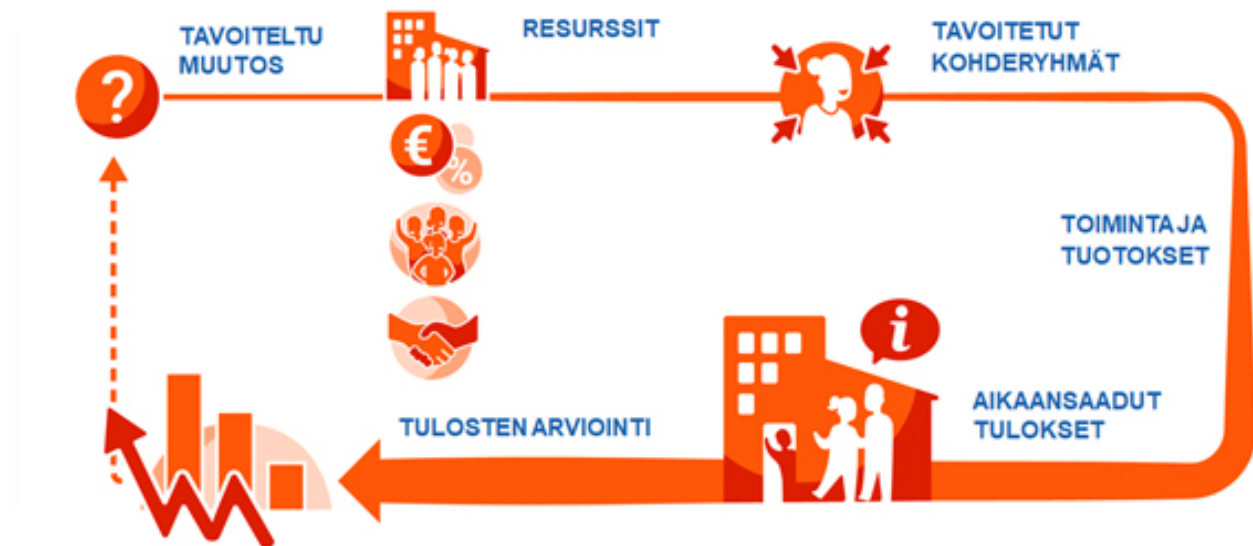 TAVOITELTU
MUUTOS
RESURSSIT
TAVOITETUT
KOHDERYHMÄT
?
€
%
TOIMINTA JA
TUOTOKSET
i
AIKAANSAADUT
TULOKSET
TULOSTEN ARVIOINTI